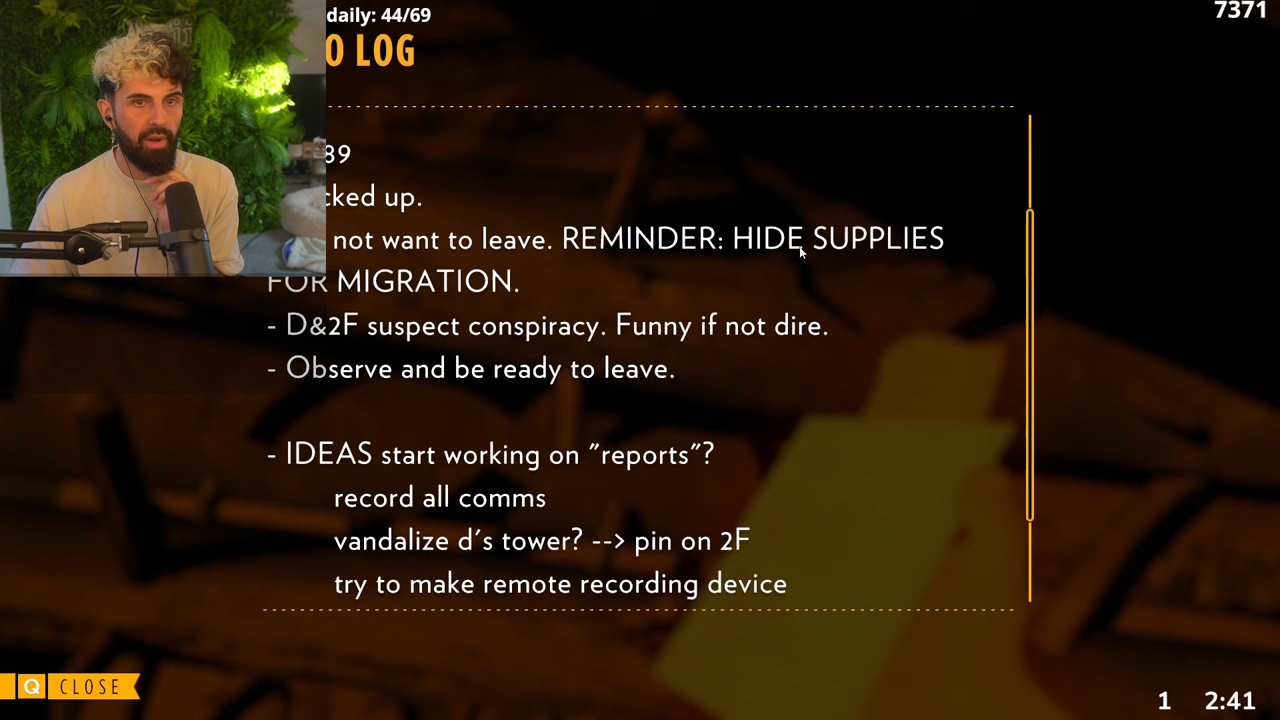 daily: 44/69
7371
O LOG
89
cked up.
not want to leave. REMINDER: HIDE SUPPLIES
FOR MIGRATION.
- D&2F suspect conspiracy. Funny if not dire.
- Observe and be ready to leave.
- IDEAS start working on "reports"?
record all comms
vandalize d's tower? --> pin on 2F
try to make remote recording device
Q CLOSE
1 2:41